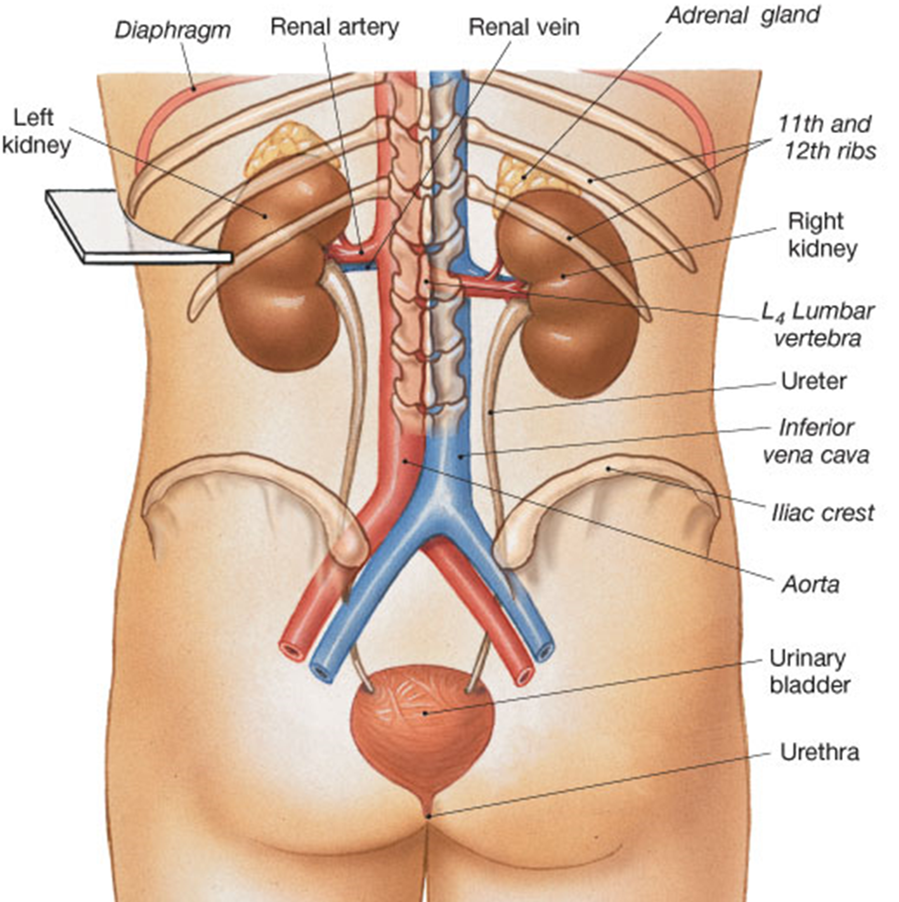 Diaphragm
Renal artery
Renal vein
Adrenal gland
Left
kidney
11th and
12th ribs
Right
kidney
L4 Lumbar
vertebra
Ureter
Inferior
vena cava
Iliac crest
Aorta
Urinary
bladder
Urethra